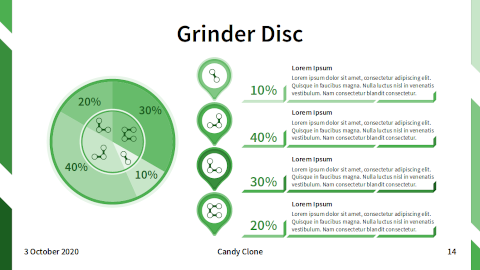 Grinder Disc
20%
30%
40%
10%
10%
Lorem Ipsum
Lorem ipsum dolor sit amet, consectetur adipiscing elit.
Quisque in faucibus magna. Nulla lacus nisl in venenatis
vestibulum. Nam consectetur blandit consectetur.
40%
Lorem Ipsum
Lorem ipsum dolor sit amet, consectetur adipiscing elit.
Quisque in faucibus magna. Nulla lacus nisl in venenatis
vestibulum. Nam consectetur blandit consectetur.
30%
Lorem Ipsum
Lorem ipsum dolor sit amet, consectetur adipiscing elit.
Quisque in faucibus magna. Nulla lacus nisl in venenatis
vestibulum. Nam consectetur blandit consectetur.
20%
Lorem Ipsum
Lorem ipsum dolor sit amet, consectetur adipiscing elit.
Quisque in faucibus magna. Nulla lacus nisl in venenatis
vestibulum. Nam consectetur blandit consectetur.
3 October 2020
Candy Clone
14